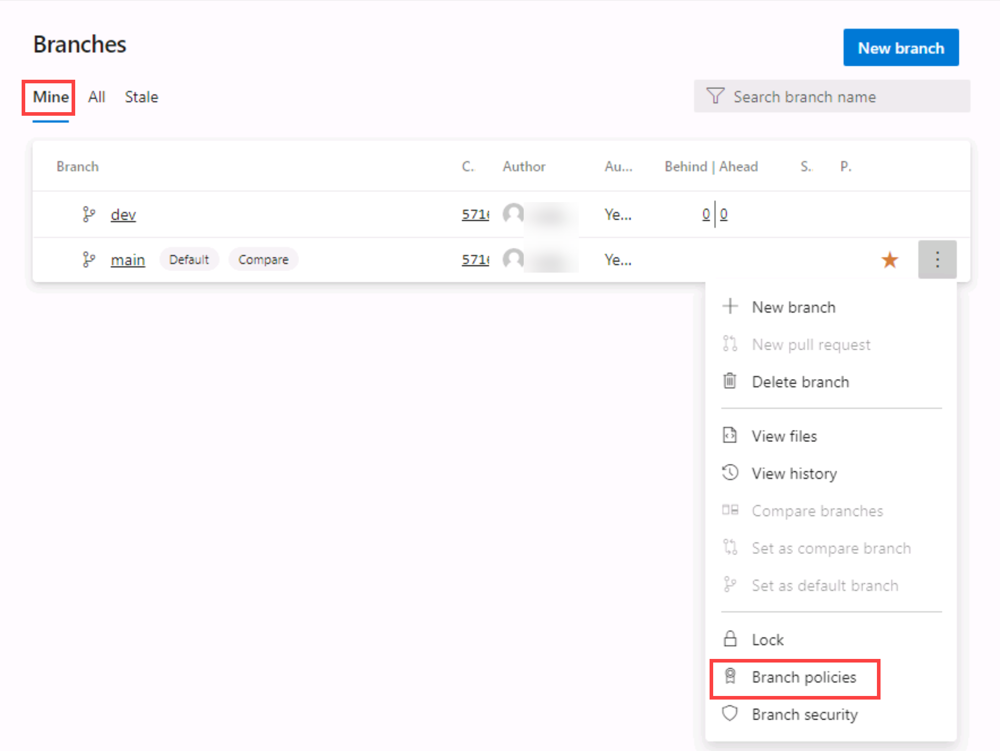 Branches
New branch
Mine All Stale
Search branch name
Branch C. Author Au... Behind | Ahead S. P.
dev 571 Ye... 0 0
main Default Compare 571 Ye...
New branch
New pull request
Delete branch
View files
View history
Compare branches
Set as compare branch
Set as default branch
Lock
Branch policies
Branch security